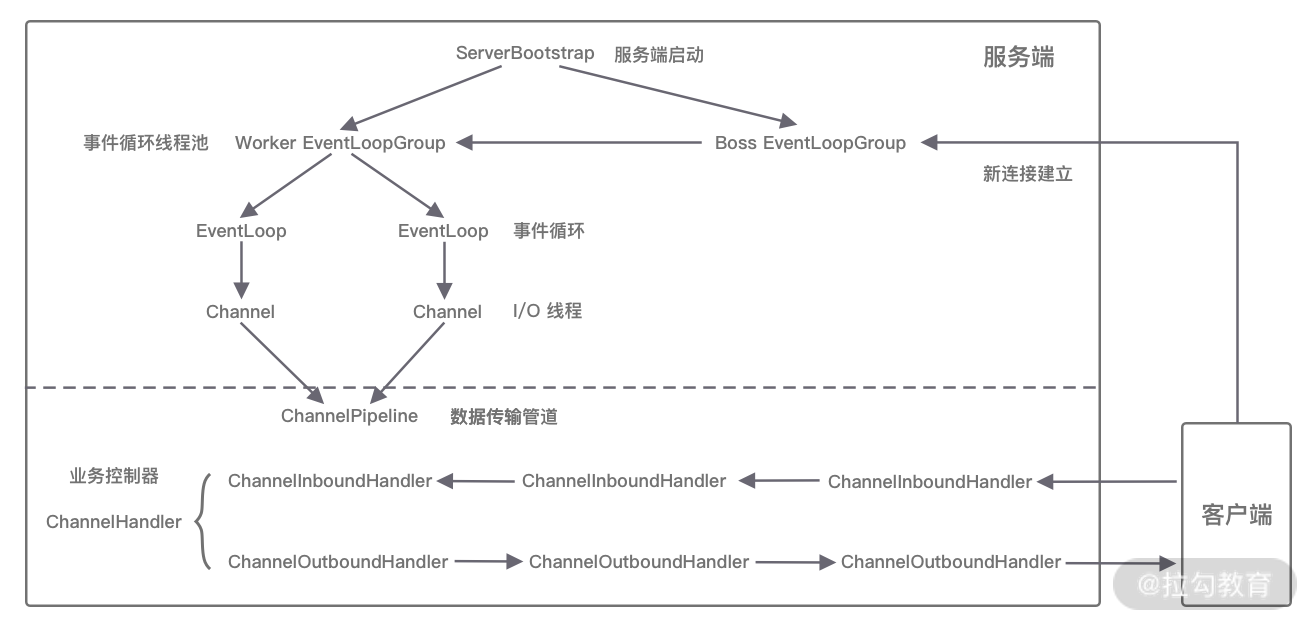 ServerBootstrap 服务端启动 服务端
事件循环线程池 Worker EventLoopGroup Boss EventLoopGroup
新连接建立
EventLoop EventLoop 事件循环
Channel Channel I/O 线程
ChannelPipeline 数据传输管道
业务控制器 ChannelInboundHandler ChannelInboundHandler ChannelInboundHandler
客户端
ChannelHandler
ChannelOutboundHandler ChannelOutboundHandler ChannelOutboundHandler
@拉勾教育